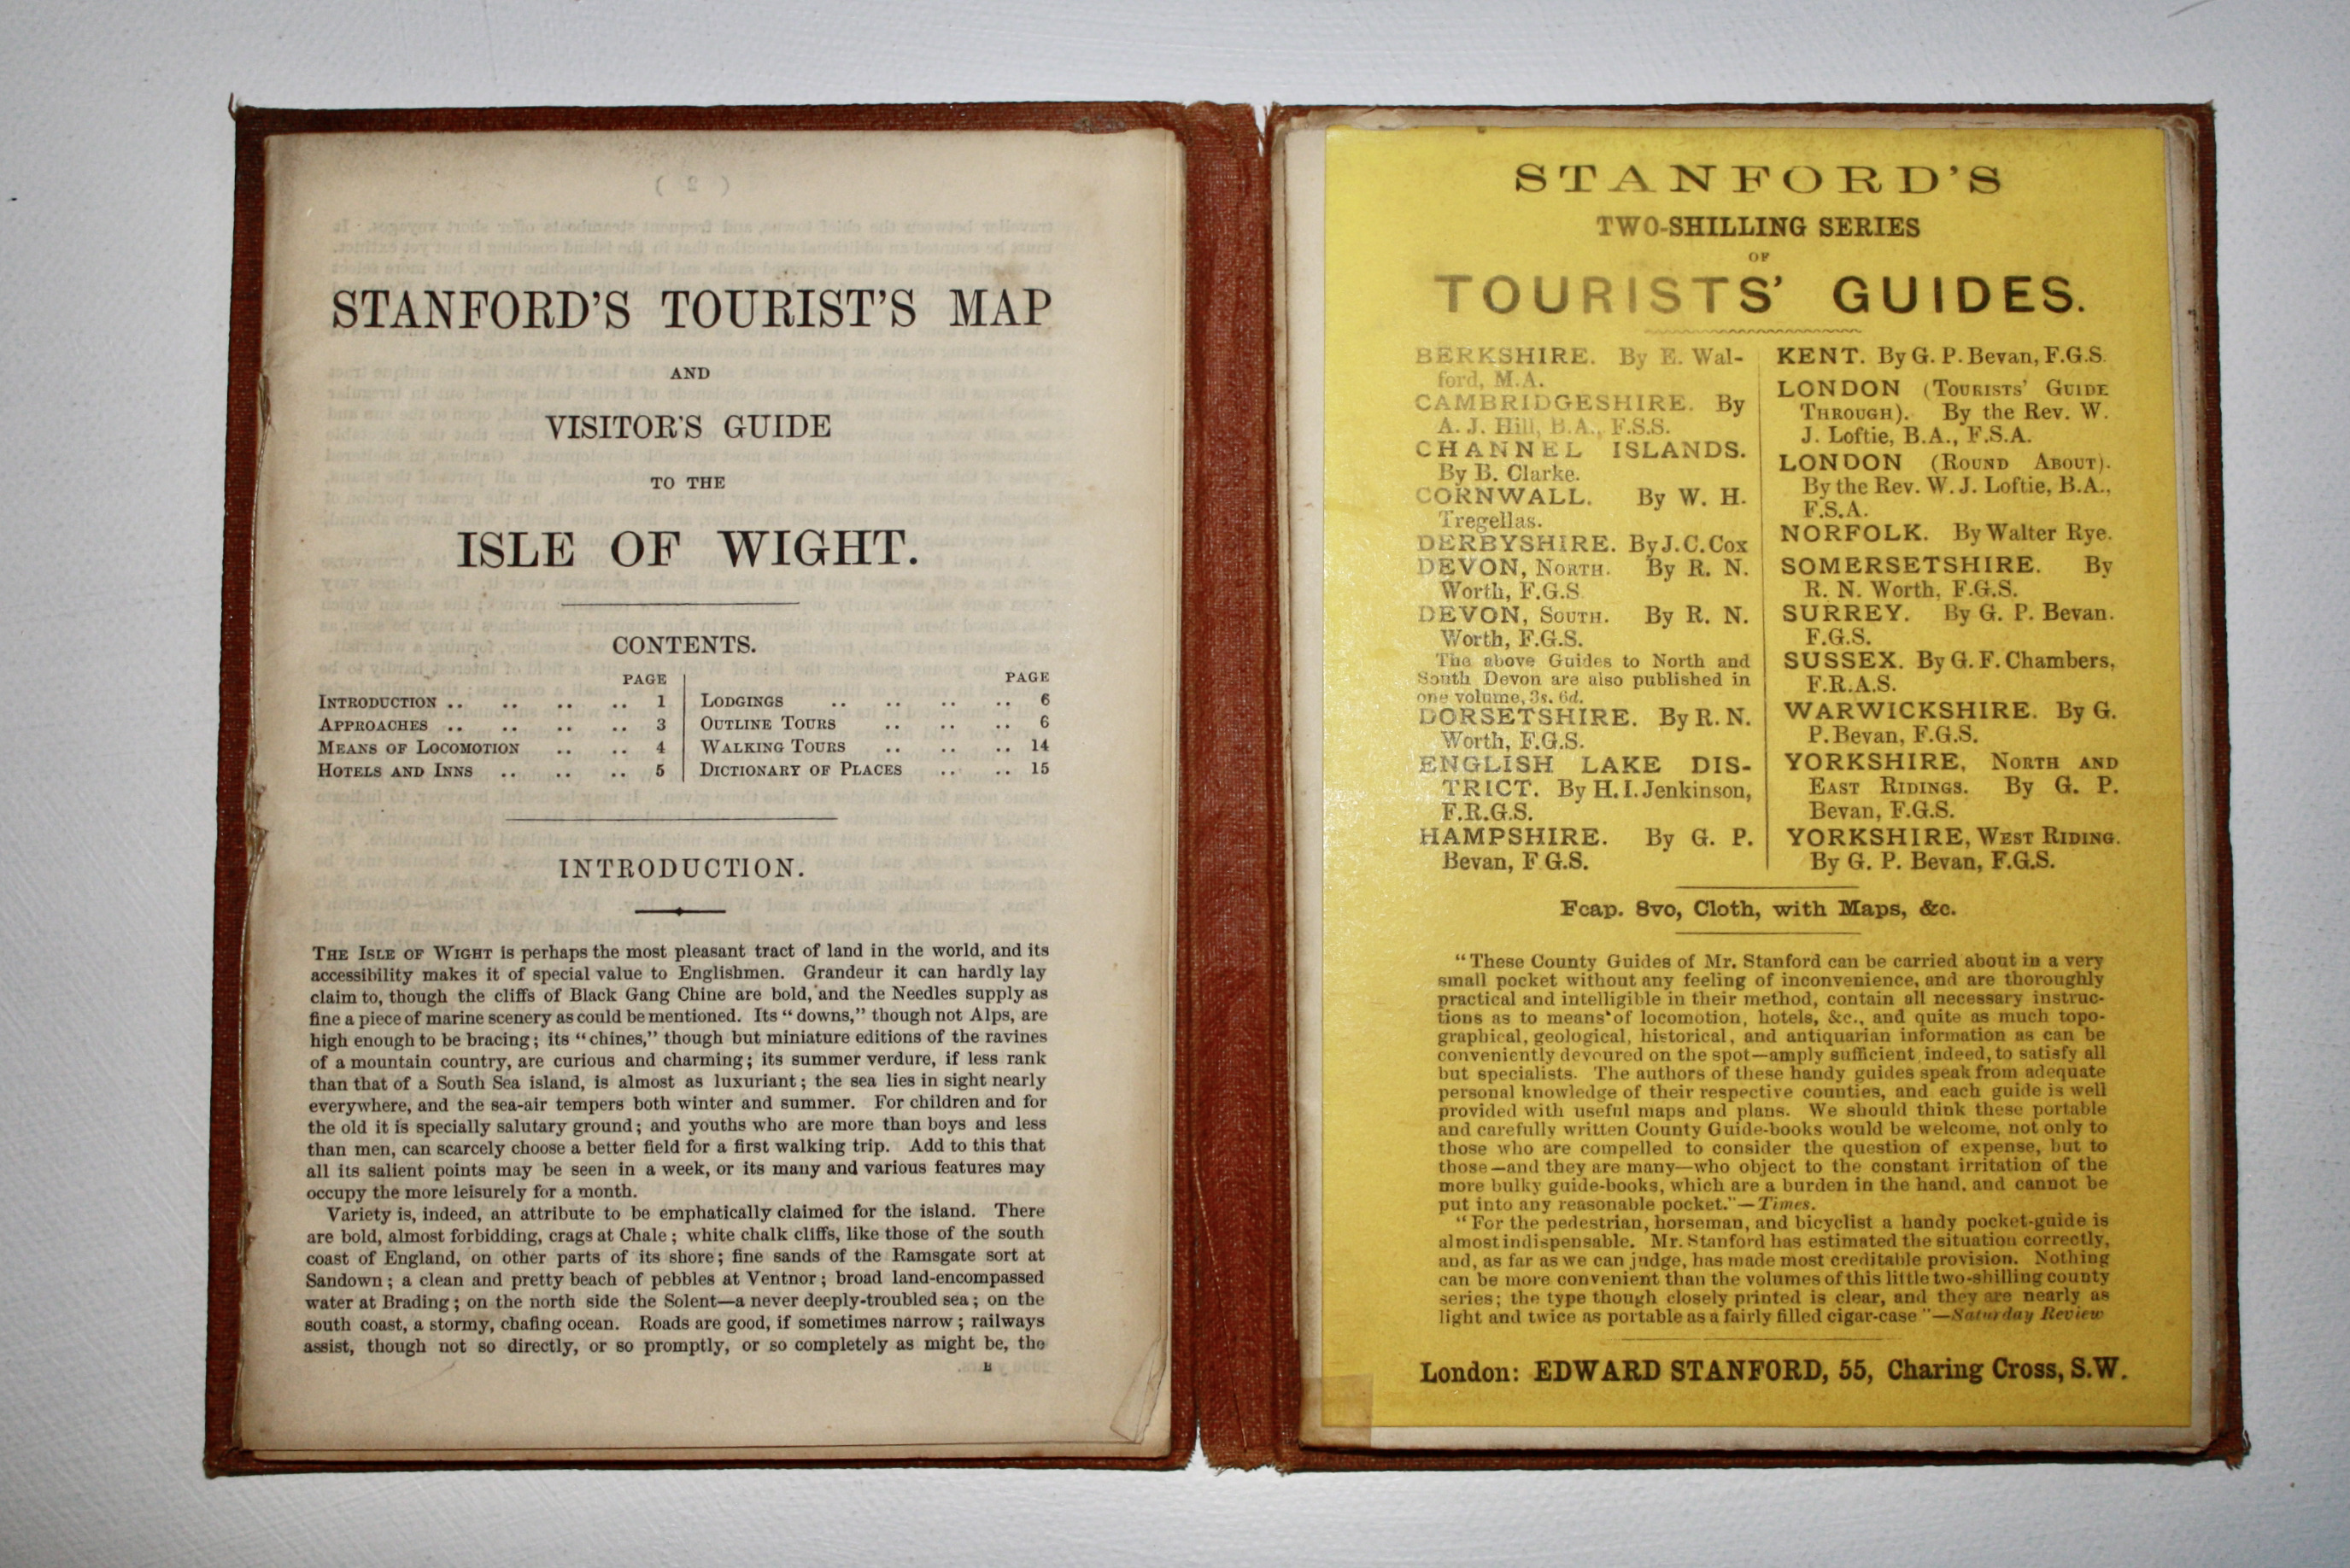 STANFORD'S TOURIST'S MAP
AND
VISITOR'S GUIDE
TO THE
ISLE OF WIGHT.
CONTENTS.
PAGE
INTRODUCTION .. .. .. .. 1
APPROACHES .. .. .. .. 3
MEANS OF LOCOMOTION .. .. 4
HOTELS AND INNS .. .. .. 5
PAGE
LODGINGS .. .. .. .. 6
OUTLINE TOURS .. .. .. 6
WALKING TOURS .. .. .. 14
DICTIONARY OF PLACES .. .. 15
INTRODUCTION.
THE ISLE OF WIGHT is perhaps the most pleasant tract of land in the world, and its
accessibility makes it of special value to Englishmen. Grandeur it can hardly lay
claim to, though the cliffs of Black Gang Chine are bold, and the Needles supply as
fine a piece of marine scenery as could be mentioned. Its "downs," though not Alps, are
high enough to be bracing; its "chines," though but miniature editions of the ravines
of a mountain country, are curious and charming; its summer verdure, if less rank
than that of a South Sea island, is almost as luxuriant; the sea lies in sight nearly
everywhere, and the sea-air tempers both winter and summer. For children and for
the old it is specially salutary ground; and youths who are more than boys and less
than men, can scarcely choose a better field for a first walking trip. Add to this that
all its salient points may be seen in a week, or its many and various features may
occupy the more leisurely for a month.
Variety is, indeed, an attribute to be emphatically claimed for the island. There
are bold, almost forbidding, crags at Chale; white chalk cliffs, like those of the south
coast of England, on other parts of its shore; fine sands of the Ramsgate sort at
Sandown; a clean and pretty beach of pebbles at Ventnor; broad land-encompassed
water at Brading; on the north side the Solent—a never deeply-troubled sea; on the
south coast, a stormy, chafing ocean. Roads are good, if sometimes narrow; railways
assist, though not so directly, or so promptly, or so completely as might be, the
B
STANFORD'S
TWO-SHILLING SERIES
OF
TOURISTS' GUIDES.
BERKSHIRE. By E. Wal-
ford, M.A.
CAMBRIDGESHIRE. By
A. J. Hill, B.A., F.S.S.
CHANNEL ISLANDS.
By B. Clarke.
CORNWALL. By W. H.
Tregellas.
DERBYSHIRE. By J. C. Cox
DEVON, NORTH. By R. N.
Worth, F.G.S
DEVON, SOUTH. By R. N.
Worth, F.G.S.
The above Guides to North and
South Devon are also published in
one volume, 3s. 6d.
DORSETSHIRE. By R. N.
Worth, F.G.S.
ENGLISH LAKE DIS-
TRICT. By H. I. Jenkinson,
F.R.G.S.
HAMPSHIRE. By G. P.
Bevan, F G.S.
KENT. By G. P. Bevan, F.G.S.
LONDON (TOURISTS' GUIDE
THROUGH). By the Rev. W.
J. Loftie, B.A., F.S.A.
LONDON (ROUND ABOUT).
By the Rev. W. J. Loftie, B.A.,
F.S.A.
NORFOLK. By Walter Rye.
SOMERSETSHIRE. By
R. N. Worth, F.G.S.
SURREY. By G. P. Bevan.
F.G.S.
SUSSEX. By G. F. Chambers,
F.R.A.S.
WARWICKSHIRE. By G.
P. Bevan, F.G.S.
YORKSHIRE, NORTH AND
EAST RIDINGS. By G. P.
Bevan, F.G.S.
YORKSHIRE, WEST RIDING.
By G. P. Bevan, F.G.S.
Fcap. 8vo, Cloth, with Maps, &c.
"These County Guides of Mr. Stanford can be carried about in a very
small pocket without any feeling of inconvenience, and are thoroughly
practical and intelligible in their method, contain all necessary instruc-
tions as to means of locomotion, hotels, &c., and quite as much topo-
graphical, geological, historical, and antiquarian information as can be
conveniently devoured on the spot—amply sufficient indeed, to satisfy all
but specialists. The authors of these handy guides speak from adequate
personal knowledge of their respective counties, and each guide is well
provided with useful maps and plans. We should think these portable
and carefully written County Guide-books would be welcome, not only to
those who are compelled to consider the question of expense, but to
those—and they are many—who object to the constant irritation of the
more bulky guide-books, which are a burden in the hand, and cannot be
put into any reasonable pocket."—Times.
"For the pedestrian, horseman, and bicyclist a handy pocket-guide is
almost indispensable. Mr. Stanford has estimated the situation correctly,
and, as far as we can judge, has made most creditable provision. Nothing
can be more convenient than the volumes of this little two-shilling county
series; the type though closely printed is clear, and they are nearly as
light and twice as portable as a fairly filled cigar-case"—Saturday Review
London: EDWARD STANFORD, 55, Charing Cross, S.W.